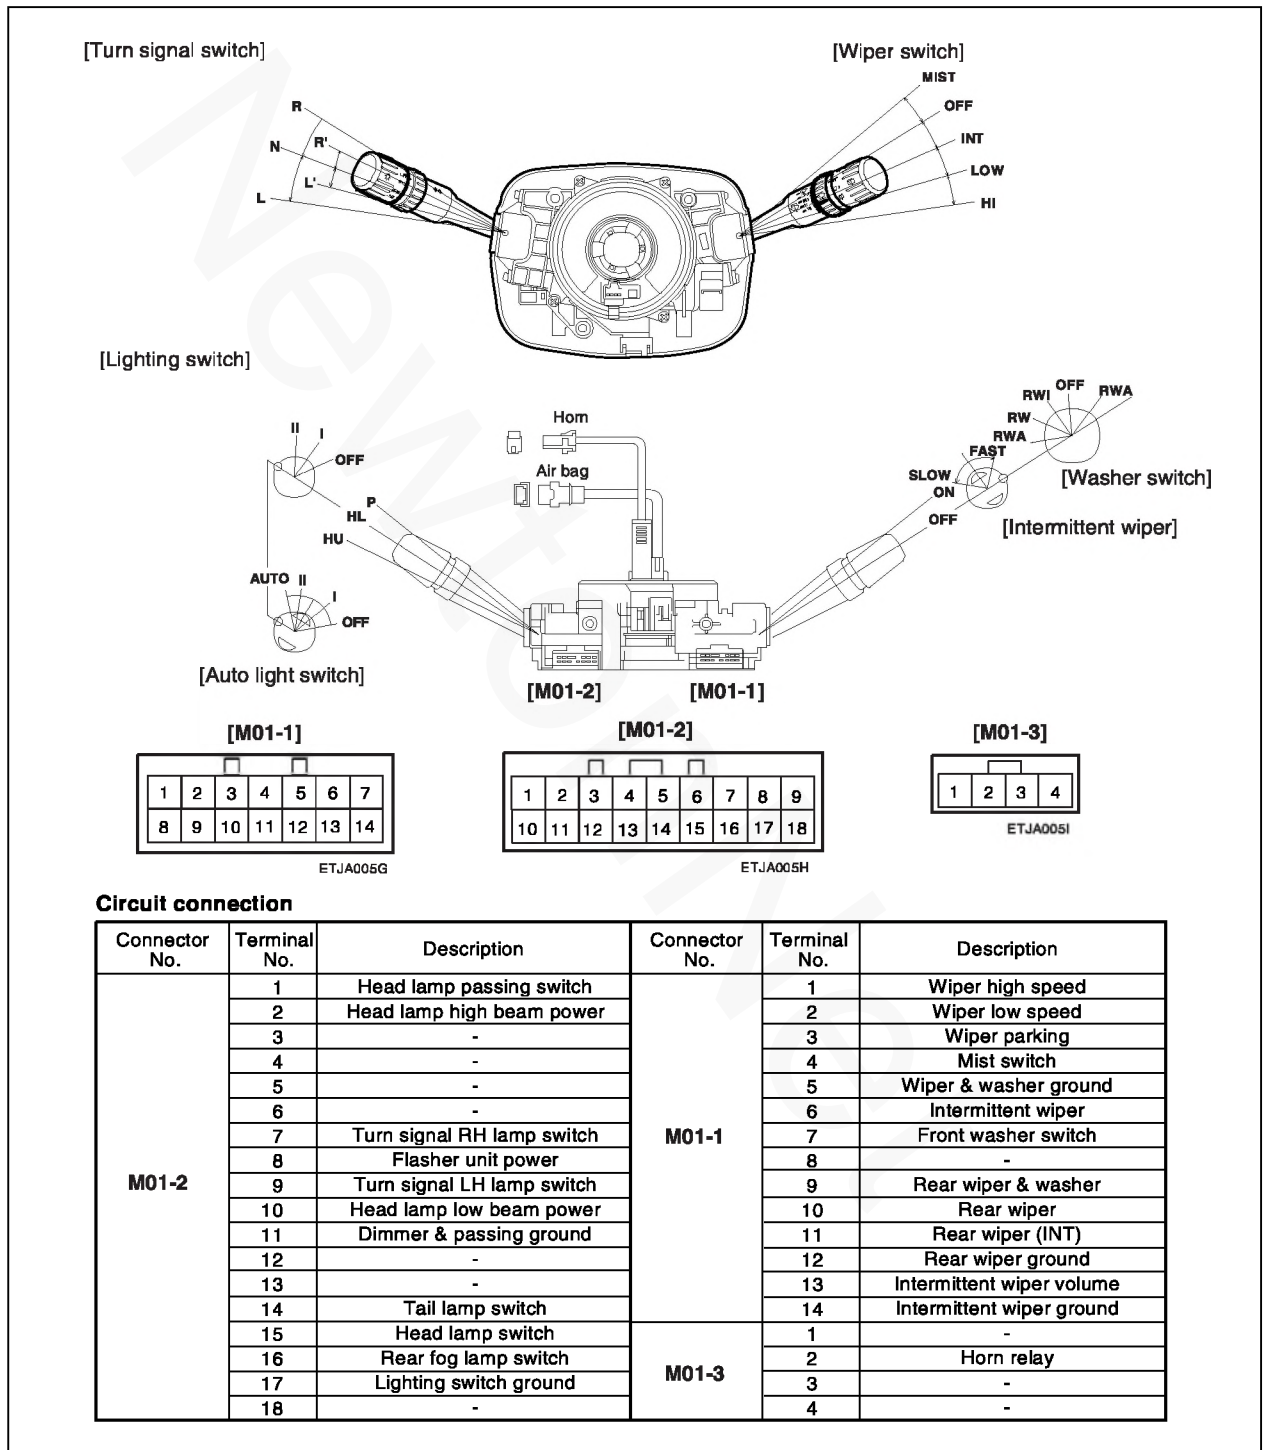 [Turn signal switch]
[Wiper switch]
MIST
OFF
INT
LOW
HI
R
R'
N
L'
L
[Lighting switch]
II
I
OFF
P
HL
HU
AUTO II
I
OFF
[Auto light switch]
Horn
Air bag
OFF
RWI
RWA
RW
RWA
FAST
SLOW
ON
OFF
[Washer switch]
[Intermittent wiper]
[M01-2] [M01-1]
[M01-1]
1 2 3 4 5 6 7
8 9 10 11 12 13 14
ETJA005G
[M01-2]
1 2 3 4 5 6 7 8 9
10 11 12 13 14 15 16 17 18
ETJA005H
[M01-3]
1 2 3 4
ETJA005I
Circuit connection
Connector No. Terminal No. Description Connector No. Terminal No. Description
M01-2
1 Head lamp passing switch
2 Head lamp high beam power
3 -
4 -
5 -
6 -
7 Turn signal RH lamp switch
8 Flasher unit power
9 Turn signal LH lamp switch
10 Head lamp low beam power
11 Dimmer & passing ground
12 -
13 -
14 Tail lamp switch
15 Head lamp switch
16 Rear fog lamp switch
17 Lighting switch ground
18 -
M01-1
1 Wiper high speed
2 Wiper low speed
3 Wiper parking
4 Mist switch
5 Wiper & washer ground
6 Intermittent wiper
7 Front washer switch
8 -
9 Rear wiper & washer
10 Rear wiper
11 Rear wiper (INT)
12 Rear wiper ground
13 Intermittent wiper volume
14 Intermittent wiper ground
M01-3
1 -
2 Horn relay
3 -
4 -